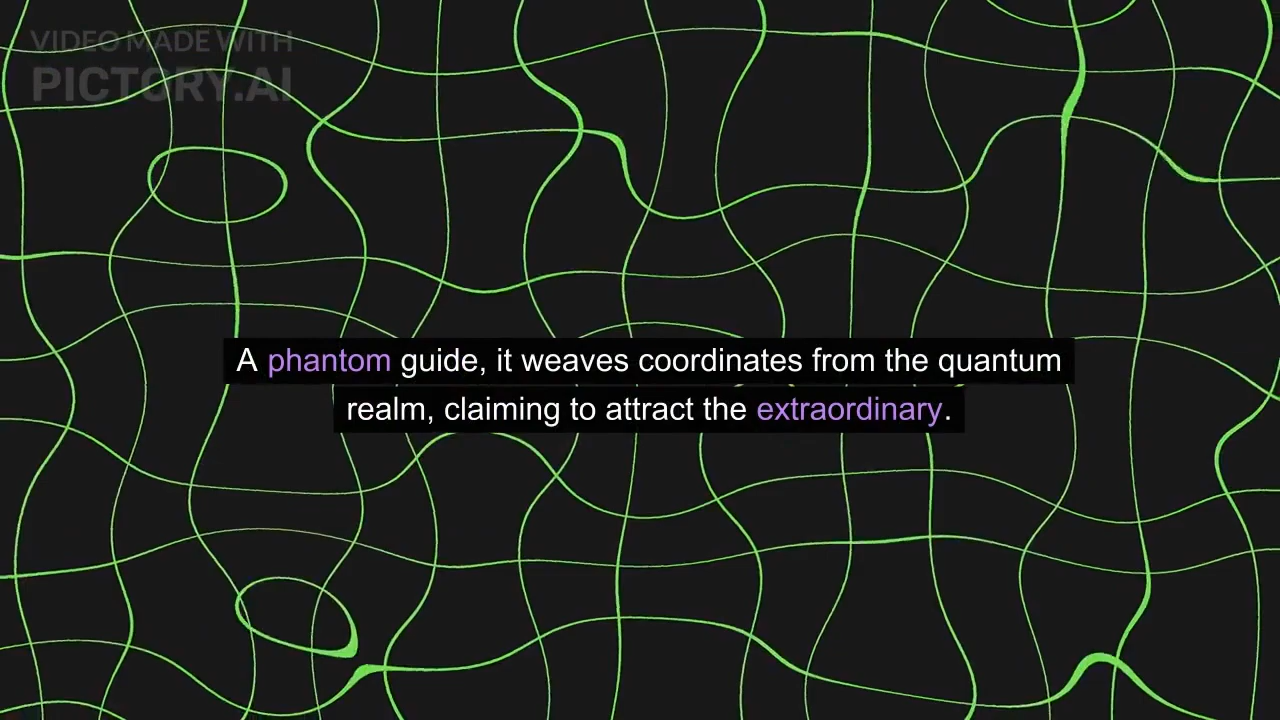 VIDEO MADE WITH
PICTORY.AI
A phantom guide, it weaves coordinates from the quantum
realm, claiming to attract the extraordinary.